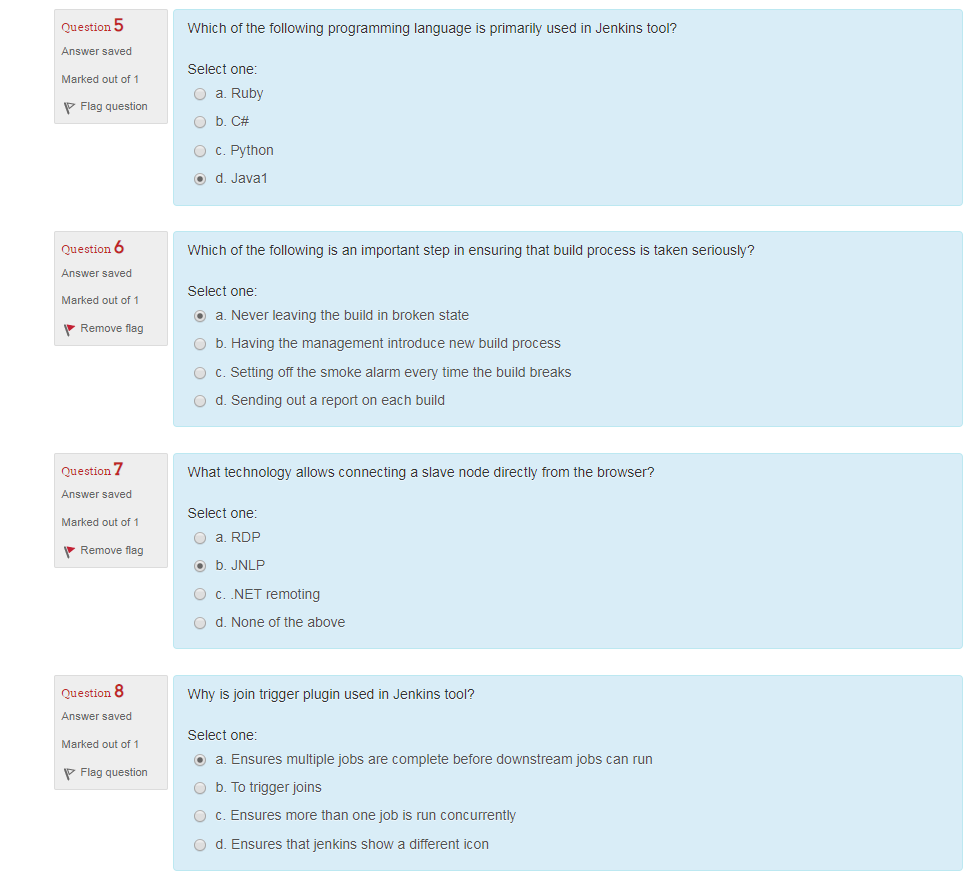 Question 5
Answer saved
Marked out of 1
Flag question
Which of the following programming language is primarily used in Jenkins tool?
Select one:
a. Ruby
b. C#
c. Python
d. Java1
Question 6
Answer saved
Marked out of 1
Remove flag
Which of the following is an important step in ensuring that build process is taken seriously?
Select one:
a. Never leaving the build in broken state
b. Having the management introduce new build process
c. Setting off the smoke alarm every time the build breaks
d. Sending out a report on each build
Question 7
Answer saved
Marked out of 1
Remove flag
What technology allows connecting a slave node directly from the browser?
Select one:
a. RDP
b. JNLP
c. .NET remoting
d. None of the above
Question 8
Answer saved
Marked out of 1
Flag question
Why is join trigger plugin used in Jenkins tool?
Select one:
a. Ensures multiple jobs are complete before downstream jobs can run
b. To trigger joins
c. Ensures more than one job is run concurrently
d. Ensures that jenkins show a different icon